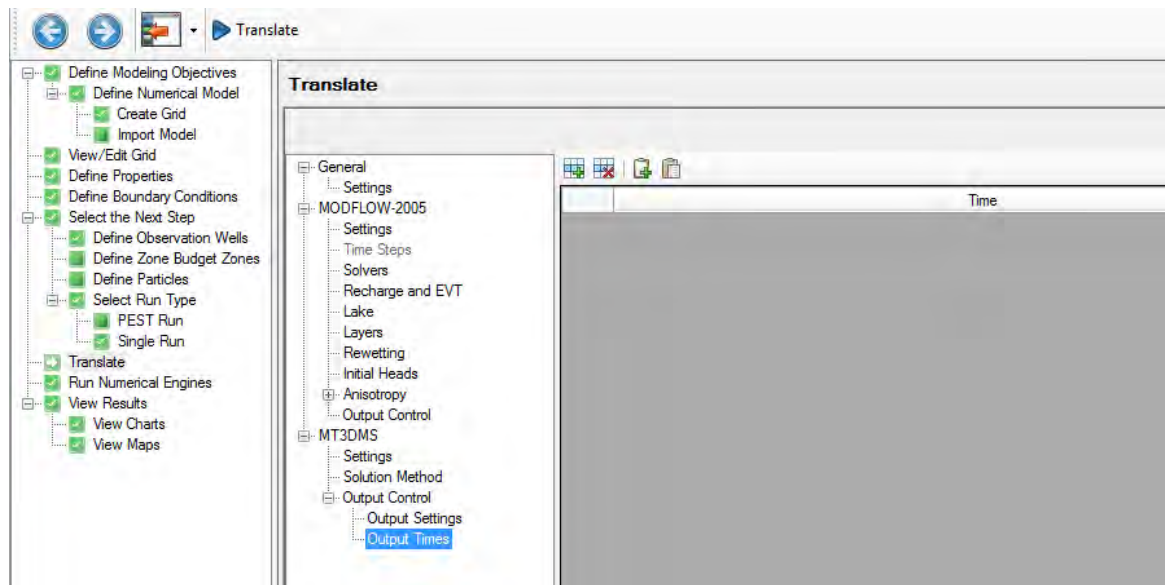 Translate
Define Modeling Objectives
Define Numerical Model
Create Grid
Import Model
View/Edit Grid
Define Properties
Define Boundary Conditions
Select the Next Step
Define Observation Wells
Define Zone Budget Zones
Define Particles
Select Run Type
PEST Run
Single Run
Translate
Run Numerical Engines
View Results
View Charts
View Maps
Translate
General
Settings
MODFLOW-2005
Settings
Time Steps
Solvers
Recharge and EVT
Lake
Layers
Rewetting
Initial Heads
Anisotropy
Output Control
MT3DMS
Settings
Solution Method
Output Control
Output Settings
Output Times
Time